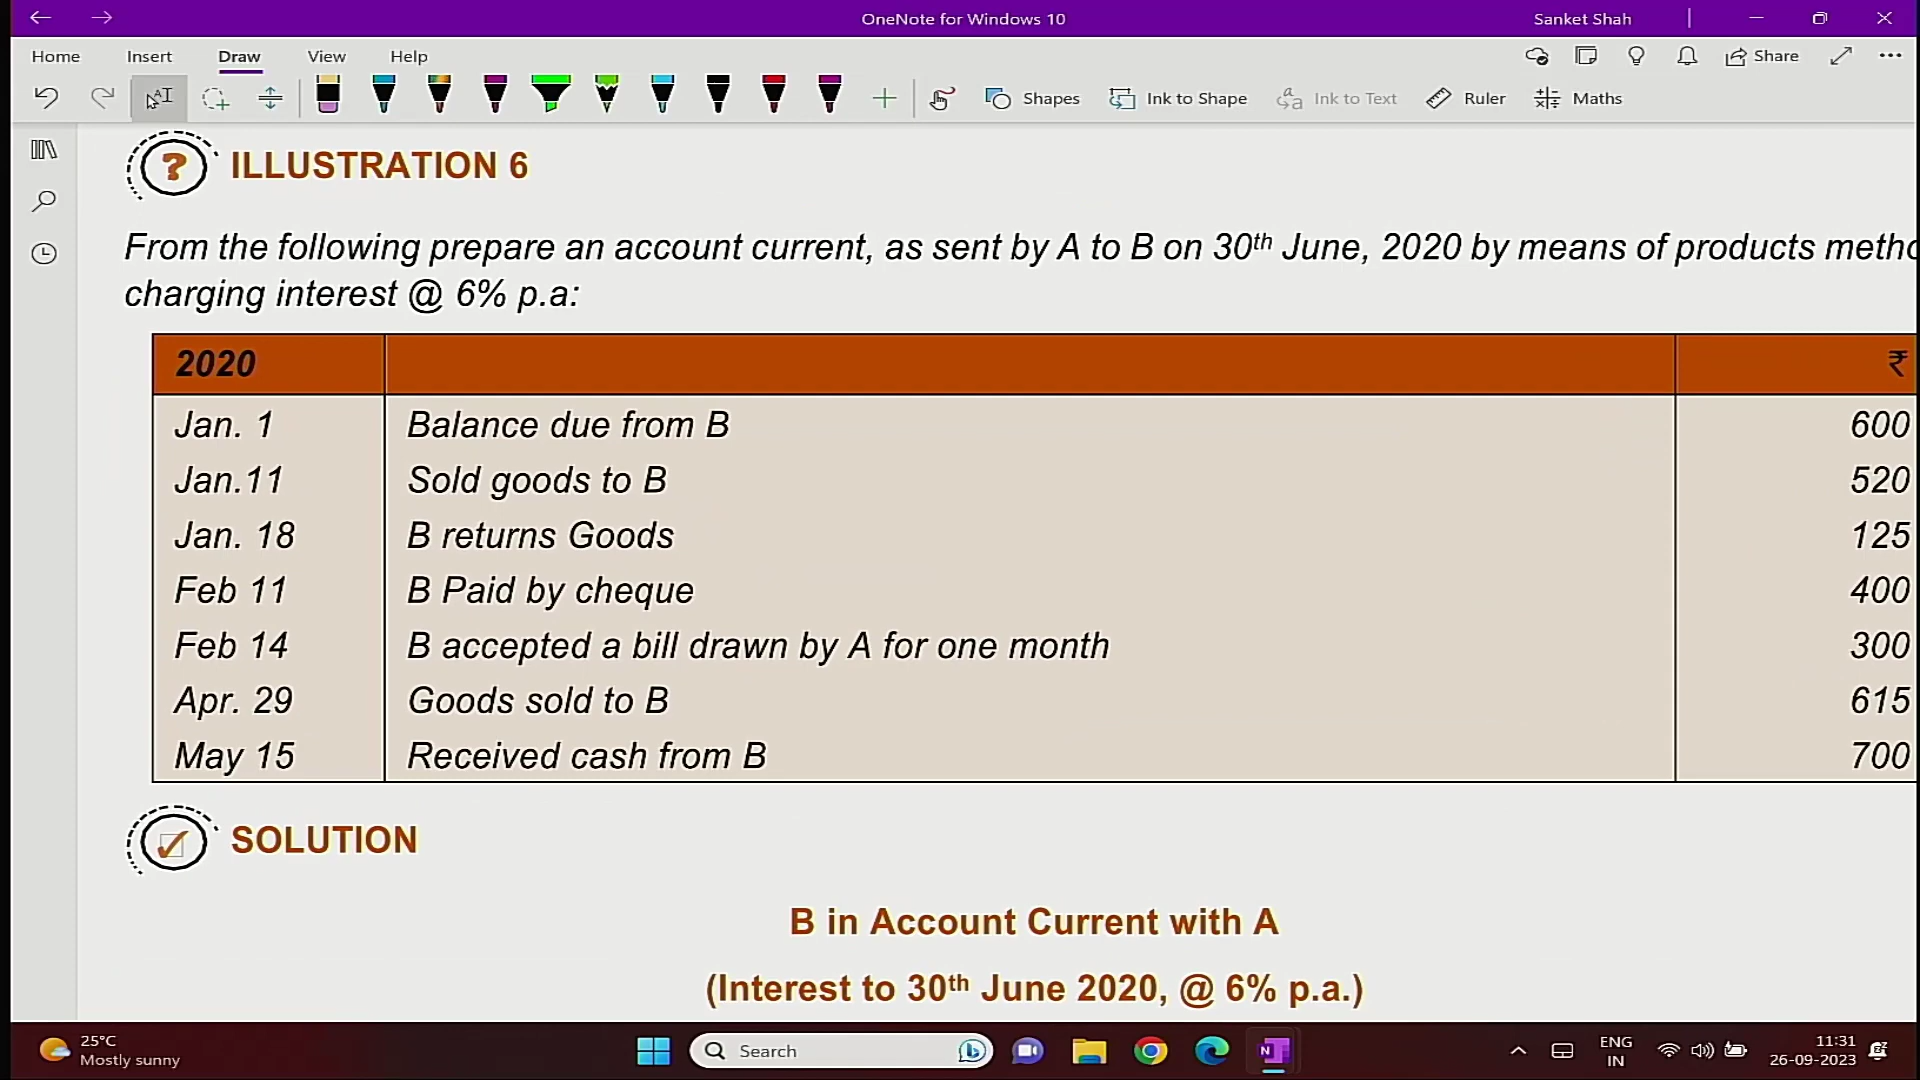 OneNote for Windows 10
Sanket Shah
Home Insert Draw View Help
Share
Shapes Ink to Shape Ink to Text Ruler Maths
ILLUSTRATION 6
From the following prepare an account current, as sent by A to B on 30th June, 2020 by means of products metho
charging interest @ 6% p.a:
2020 ₹
Jan. 1 Balance due from B 600
Jan.11 Sold goods to B 520
Jan. 18 B returns Goods 125
Feb 11 B Paid by cheque 400
Feb 14 B accepted a bill drawn by A for one month 300
Apr. 29 Goods sold to B 615
May 15 Received cash from B 700
SOLUTION
B in Account Current with A
(Interest to 30th June 2020, @ 6% p.a.)
25°C
Mostly sunny
Search
ENG
IN
11:31
26-09-2023